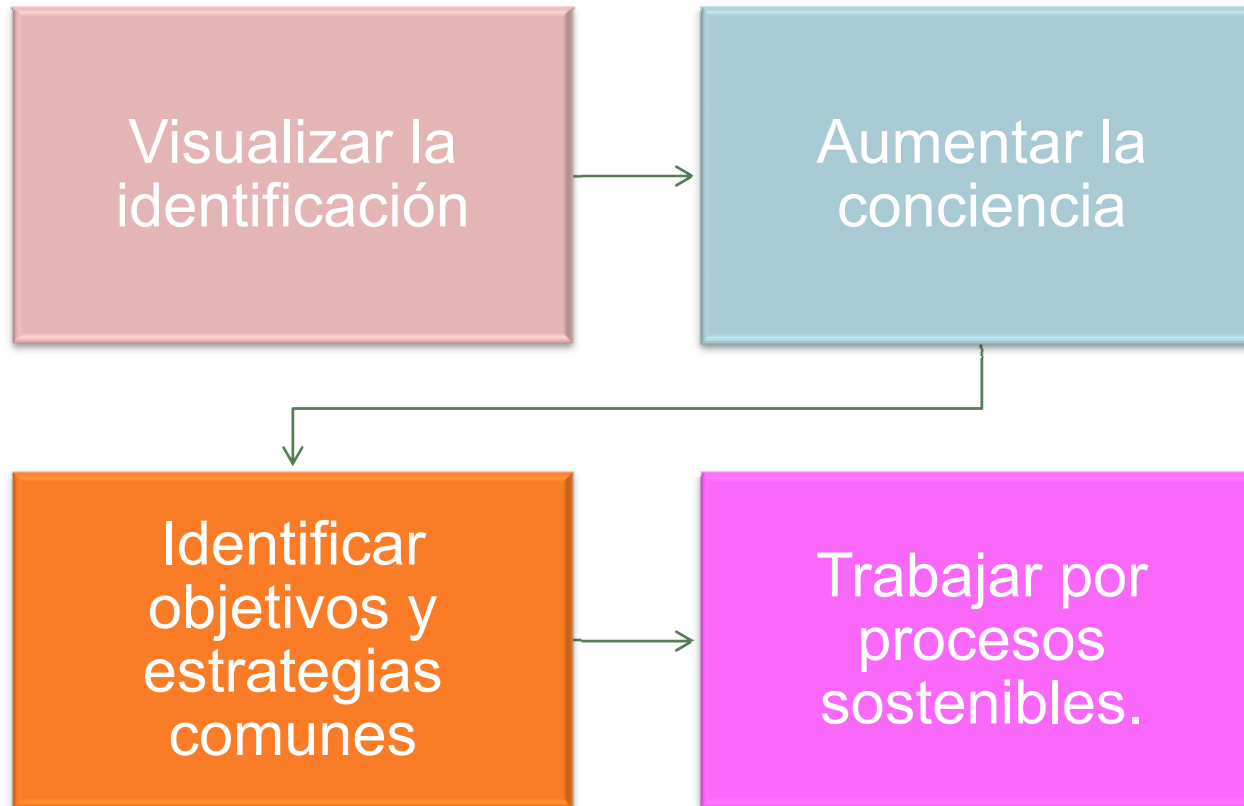 Visualizar la
identificación
Aumentar la
conciencia
Identificar
objetivos y
estrategias
comunes
Trabajar por
procesos
sostenibles.